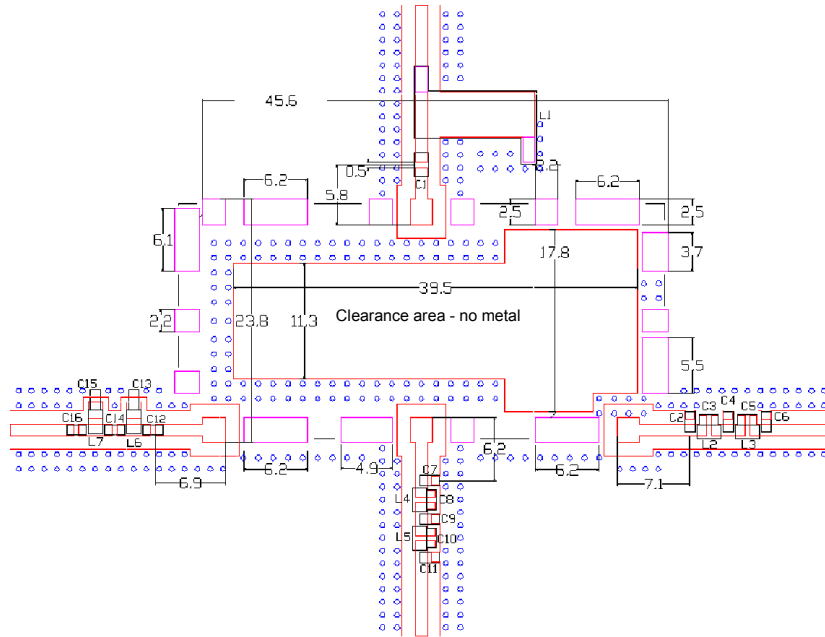 45.6
L1
0.5
C1
2.2
6.2
5.8
6.2
2.5
2.5
6.1
17.8
3.7
39.5
2.2
23.8
11.3
Clearance area - no metal
5.5
C15
C13
C16
C14
C12
L7
L6
C2
C3
C4
C5
C6
L2
L3
6.2
6.2
4.9
6.2
6.9
7.1
C7
L4
C8
C9
L5
C10
C11